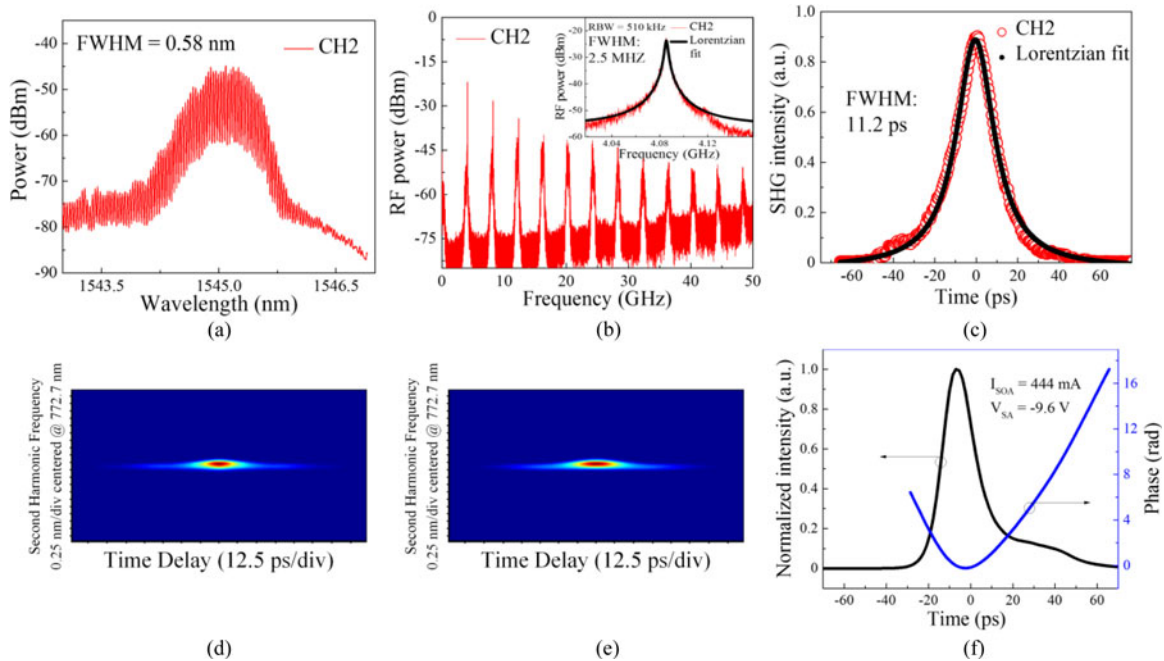 FWHM = 0.58 nm
CH2
Power (dBm)
-45
-60
-75
-90
1543.5
1545.0
1546.5
Wavelength (nm)
(a)
CH2
RF power (dBm)
0
-15
-30
-45
-60
-75
0
10
20
30
40
50
Frequency (GHz)
RBW = 510 kHz
CH2
FWHM:
2.5 MHZ
Lorentzian
fit
RF power (dBm)
-20
-30
-40
-50
-60
4.04
4.08
4.12
Frequency (GHz)
(b)
CH2
Lorentzian fit
FWHM:
11.2 ps
SHG intensity (a.u.)
1.0
0.8
0.6
0.4
0.2
0
-60
-40
-20
0
20
40
60
Time (ps)
(c)
Second Harmonic Frequency
0.25 nm/div centered @ 772.7 nm
Time Delay (12.5 ps/div)
(d)
Second Harmonic Frequency
0.25 nm/div centered @ 772.7 nm
Time Delay (12.5 ps/div)
(e)
I_SOA = 444 mA
V_SA = -9.6 V
Normalized intensity (a.u.)
1.0
0.8
0.6
0.4
0.2
0
-60
-40
-20
0
20
40
60
Time (ps)
16
12
8
4
0
Phase (rad)
(f)